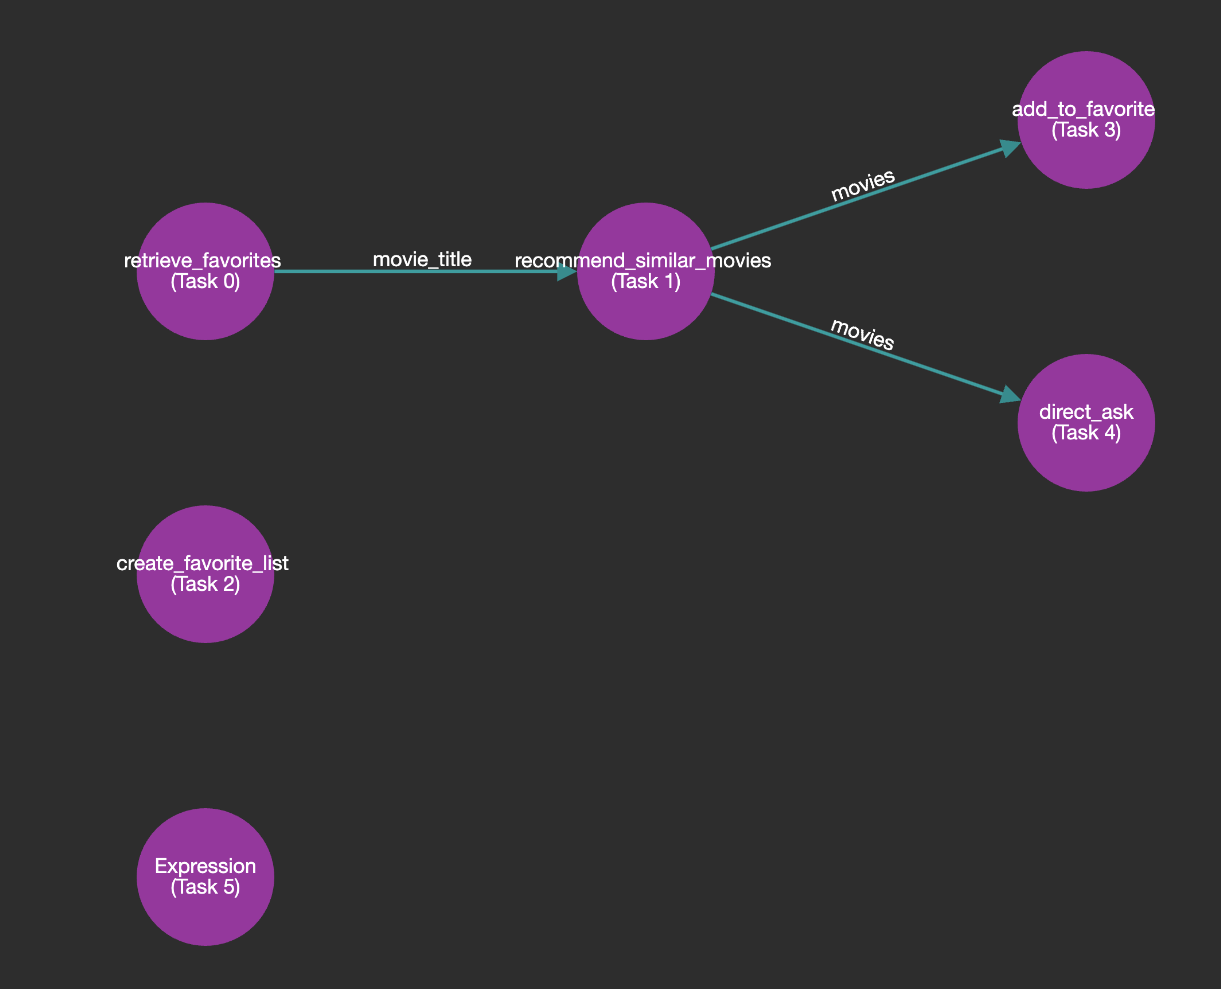 add_to_favorite
(Task 3)
movies
retrieve_favorites
(Task 0)
movie_title
recommend_similar_movies
(Task 1)
movies
direct_ask
(Task 4)
create_favorite_list
(Task 2)
Expression
(Task 5)